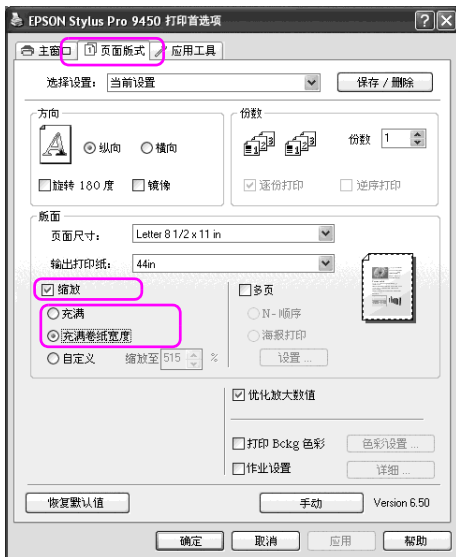 EPSON Stylus Pro 9450 打印首选项
主窗口 页面版式 应用工具
选择设置： 当前设置 保存 / 删除
方向 份数
纵向 横向 份数 1
旋转 180 度 镜像 逐份打印 逆序打印
版面
页面尺寸： Letter 8 1/2 x 11 in
输出打印纸： 44in
缩放 多页
充满 N-顺序
充满卷纸宽度 海报打印
自定义 缩放至 515 % 设置 ...
优化放大数值
打印 Bckg 色彩 色彩设置 ...
作业设置 详细 ...
恢复默认值 手动 Version 6.50
确定 取消 应用 帮助